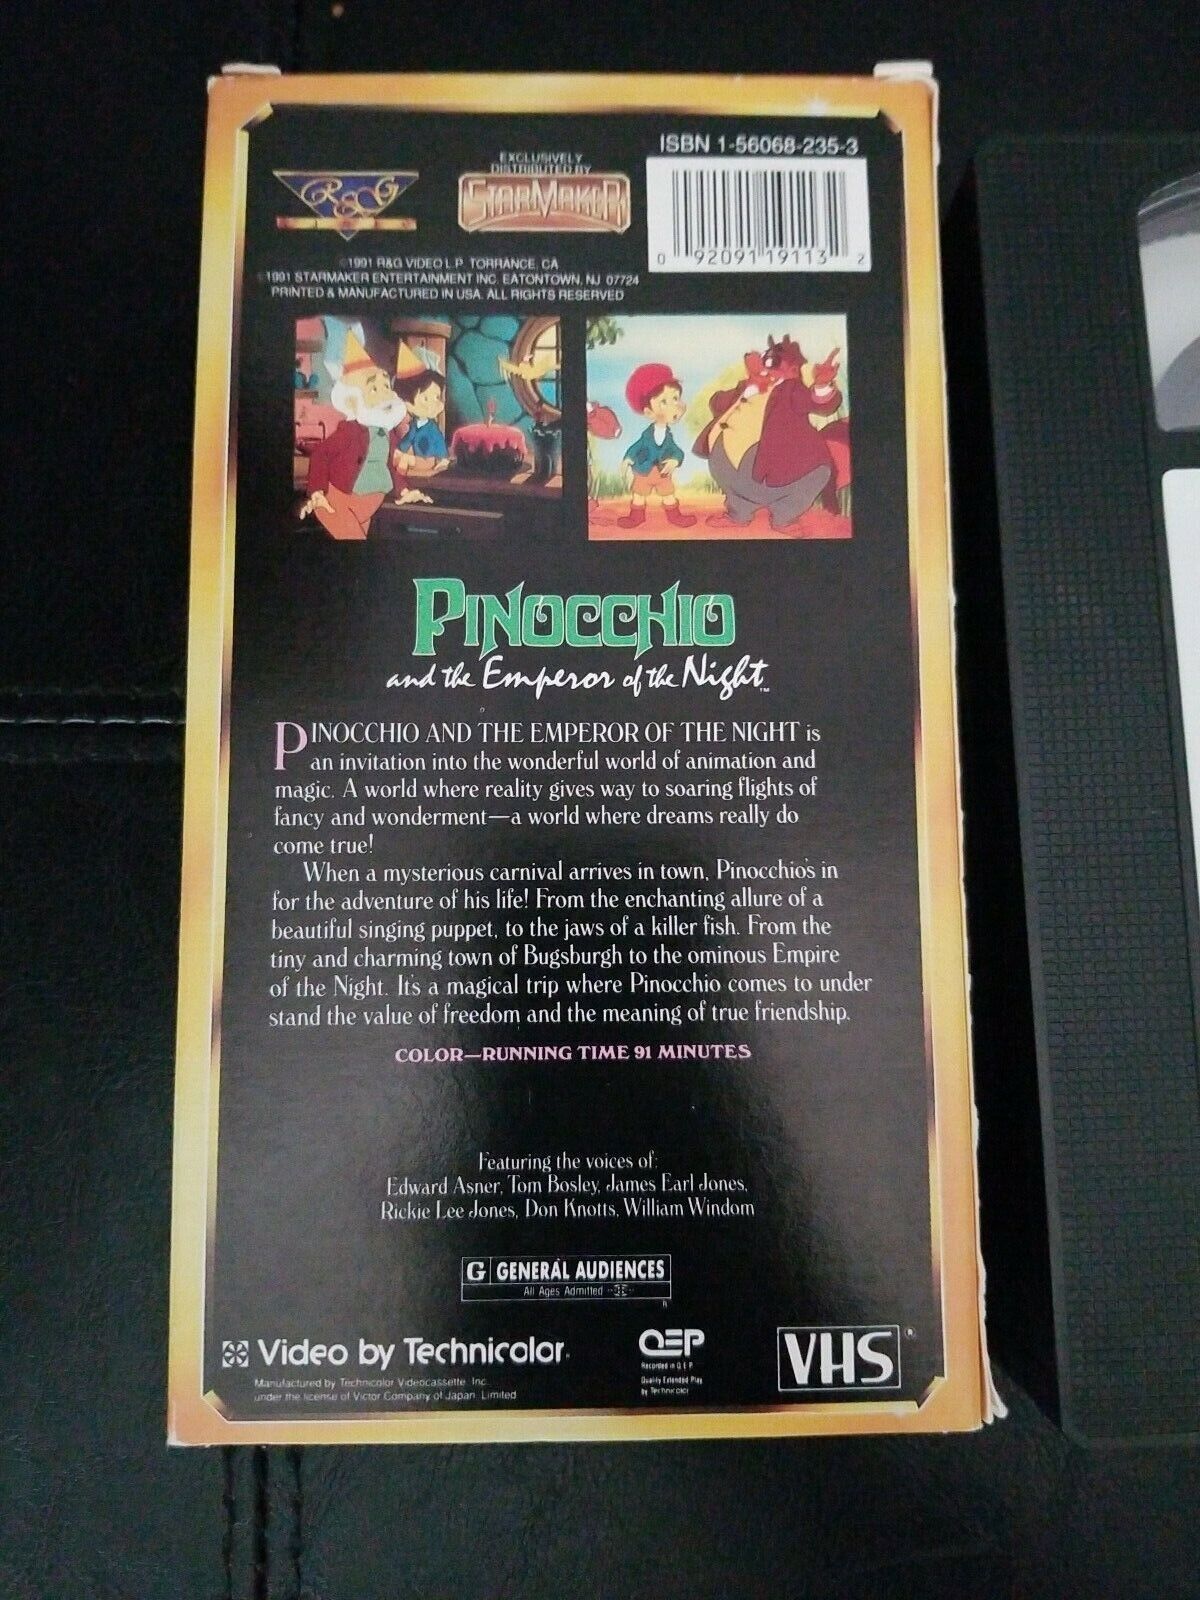 ISBN 1-56068-235-3
R&G
VIDEO
EXCLUSIVELY
DISTRIBUTED BY
STARMAKER
0 92091 19113 2
©1991 R&G VIDEO L.P. TORRANCE, CA
©1991 STARMAKER ENTERTAINMENT INC. EATONTOWN, NJ 07724
PRINTED & MANUFACTURED IN USA. ALL RIGHTS RESERVED
PINOCCHIO
and the Emperor of the Night™
PINOCCHIO AND THE EMPEROR OF THE NIGHT is
an invitation into the wonderful world of animation and
magic. A world where reality gives way to soaring flights of
fancy and wonderment—a world where dreams really do
come true!
When a mysterious carnival arrives in town, Pinocchio's in
for the adventure of his life! From the enchanting allure of a
beautiful singing puppet, to the jaws of a killer fish. From the
tiny and charming town of Bugsburgh to the ominous Empire
of the Night. It's a magical trip where Pinocchio comes to under
stand the value of freedom and the meaning of true friendship.
COLOR—RUNNING TIME 91 MINUTES
Featuring the voices of:
Edward Asner, Tom Bosley, James Earl Jones,
Rickie Lee Jones, Don Knotts, William Windom
G GENERAL AUDIENCES
All Ages Admitted
®
Video by Technicolor®
Manufactured by Technicolor Videocassette, Inc.
under the license of Victor Company of Japan, Limited
QEP
Recorded in Q E P
Quality Extended Play
by Technicolor
VHS®